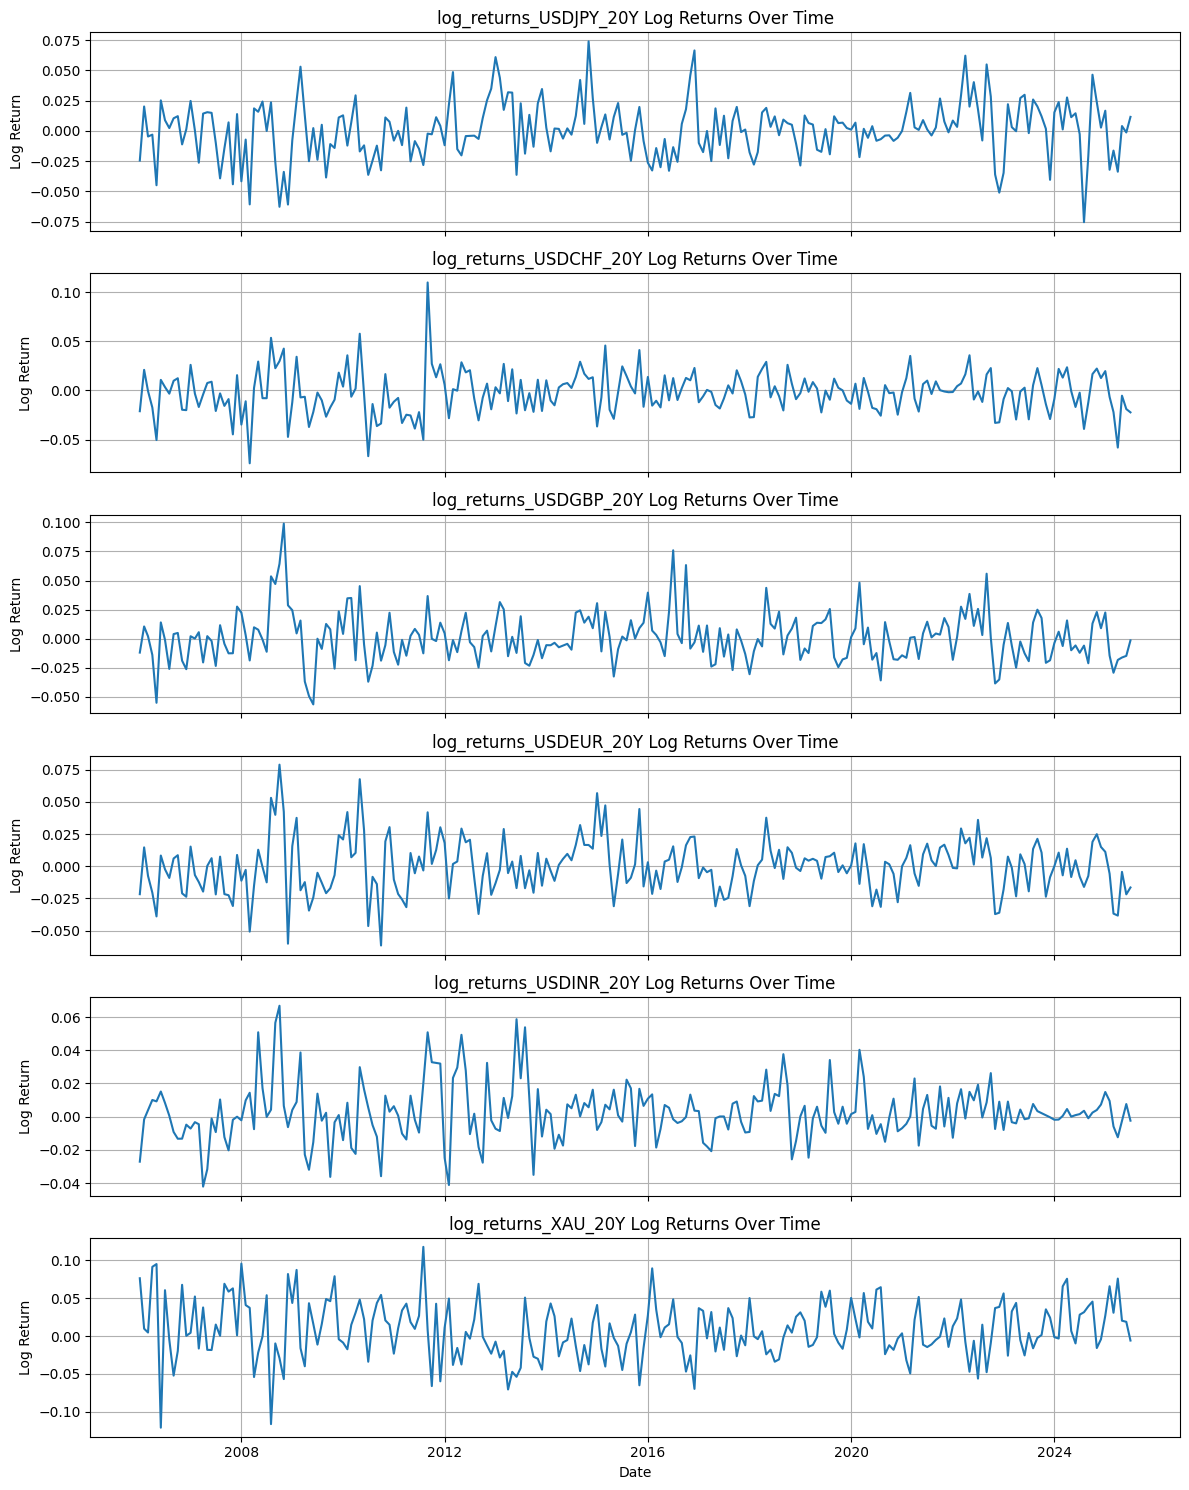 log_returns_USDJPY_20Y Log Returns Over Time
0.075
0.050
0.025
0.000
−0.025
−0.050
−0.075
Log Return
log_returns_USDCHF_20Y Log Returns Over Time
0.10
0.05
0.00
−0.05
Log Return
log_returns_USDGBP_20Y Log Returns Over Time
0.100
0.075
0.050
0.025
0.000
−0.025
−0.050
Log Return
log_returns_USDEUR_20Y Log Returns Over Time
0.075
0.050
0.025
0.000
−0.025
−0.050
Log Return
log_returns_USDINR_20Y Log Returns Over Time
0.06
0.04
0.02
0.00
−0.02
−0.04
Log Return
log_returns_XAU_20Y Log Returns Over Time
0.10
0.05
0.00
−0.05
−0.10
Log Return
2008 2012 2016 2020 2024
Date